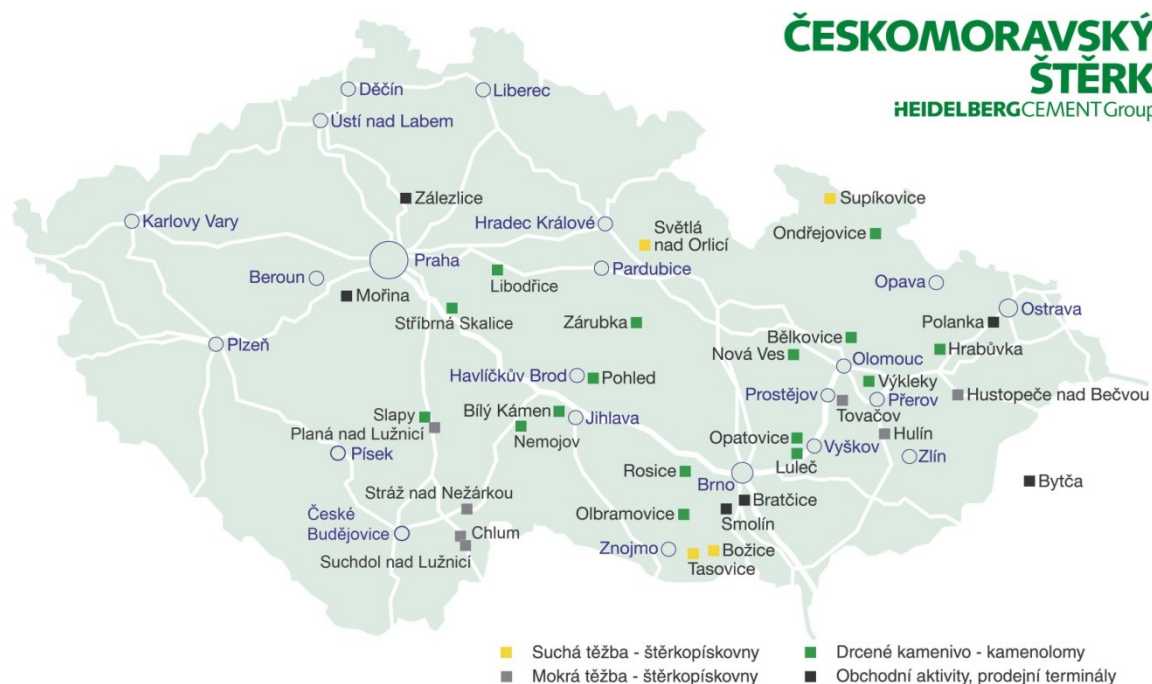 ČESKOMORAVSKÝ
ŠTĚRK
HEIDELBERGCEMENT Group
Děčín
Liberec
Ústí nad Labem
Zálezlice
Supíkovice
Karlovy Vary
Hradec Králové
Světlá
nad Orlicí
Ondřejovice
Praha
Beroun
Libodřice
Pardubice
Opava
Mořina
Ostrava
Stříbrná Skalice
Zárubka
Polanka
Bělkovice
Plzeň
Nová Ves
Hrabůvka
Olomouc
Havlíčkův Brod
Pohled
Výkleky
Prostějov
Přerov
Hustopeče nad Bečvou
Slapy
Bílý Kámen
Tovačov
Jihlava
Planá nad Lužnicí
Nemojov
Opatovice
Hulín
Vyškov
Písek
Luleč
Zlín
Rosice
Brno
Bytča
Stráž nad Nežárkou
Bratčice
České
Budějovice
Olbramovice
Smolín
Chlum
Znojmo
Božice
Suchdol nad Lužnicí
Tasovice
Suchá těžba - štěrkopískovny
Drcené kamenivo - kamenolomy
Mokrá těžba - štěrkopískovny
Obchodní aktivity, prodejní terminály